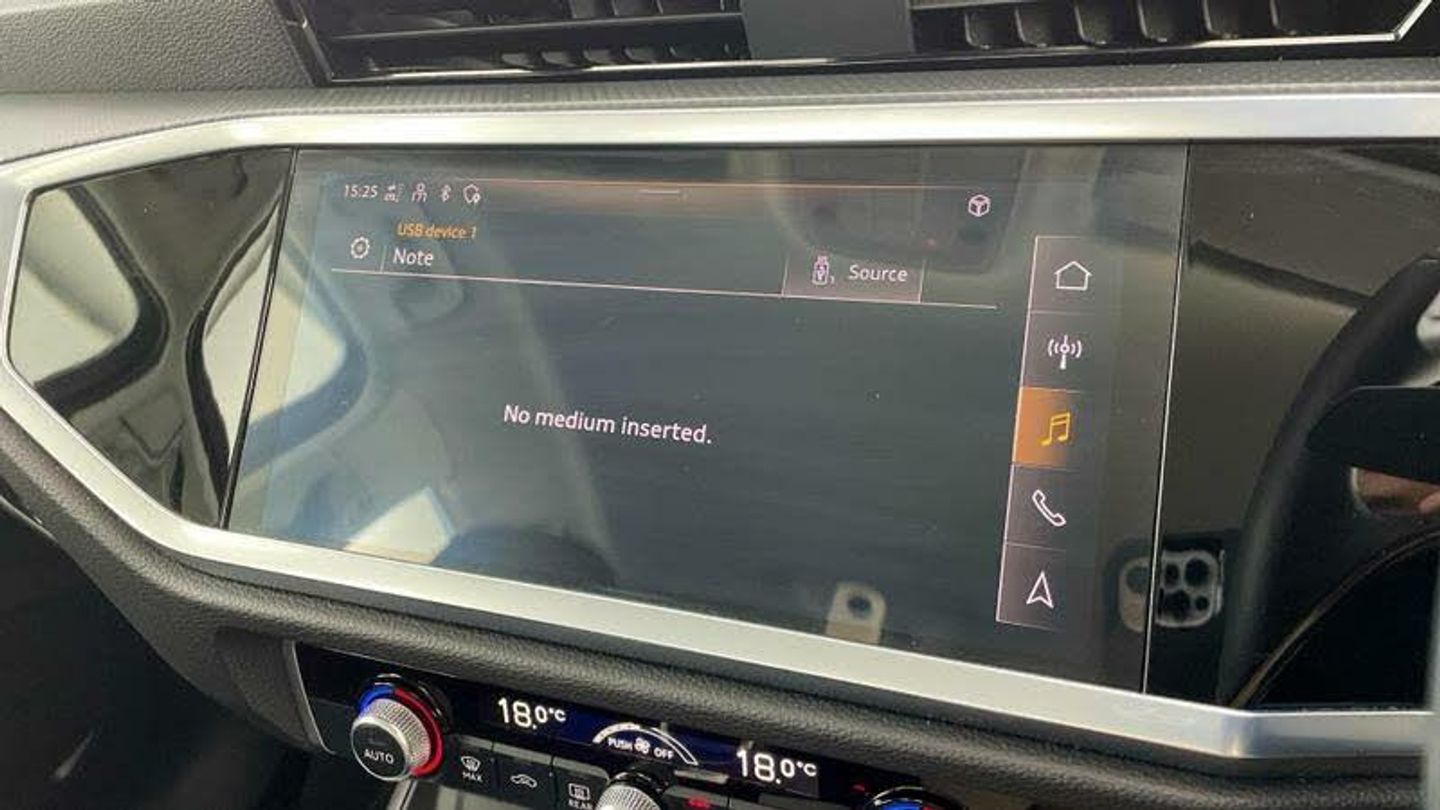 15:25
USB device 1
Note
1 Source
No medium inserted.
18.0°C
PUSH OFF
18.0°C
AUTO
MAX
REAR